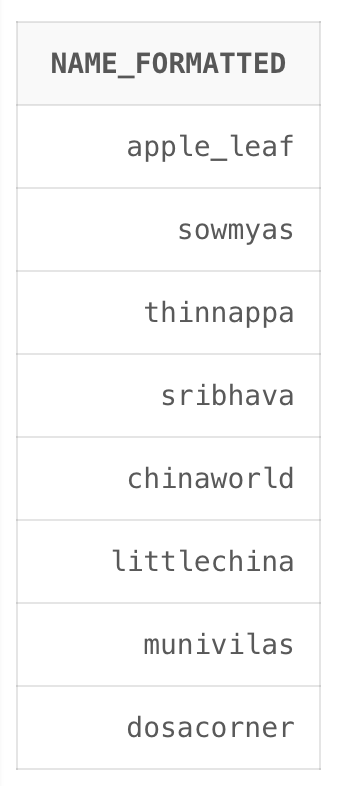 NAME_FORMATTED
apple_leaf
sowmyas
thinnappa
sribhava
chinaworld
littlechina
munivilas
dosacorner